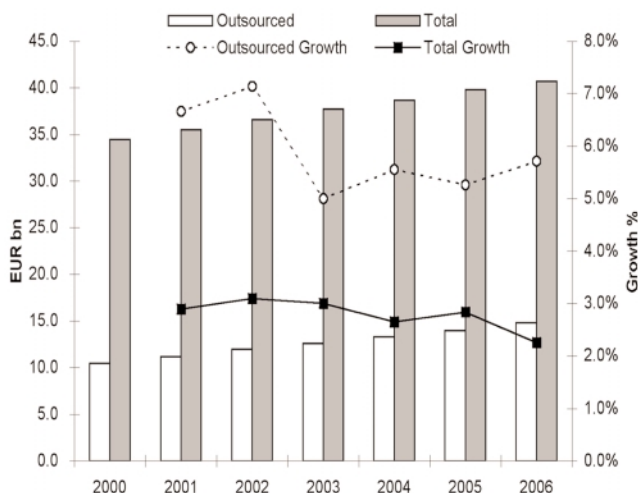 Outsourced
Total
Outsourced Growth
Total Growth
45.0
40.0
35.0
30.0
25.0
20.0
15.0
10.0
5.0
0.0
EUR bn
8.0%
7.0%
6.0%
5.0%
4.0%
3.0%
2.0%
1.0%
0.0%
Growth %
2000 2001 2002 2003 2004 2005 2006